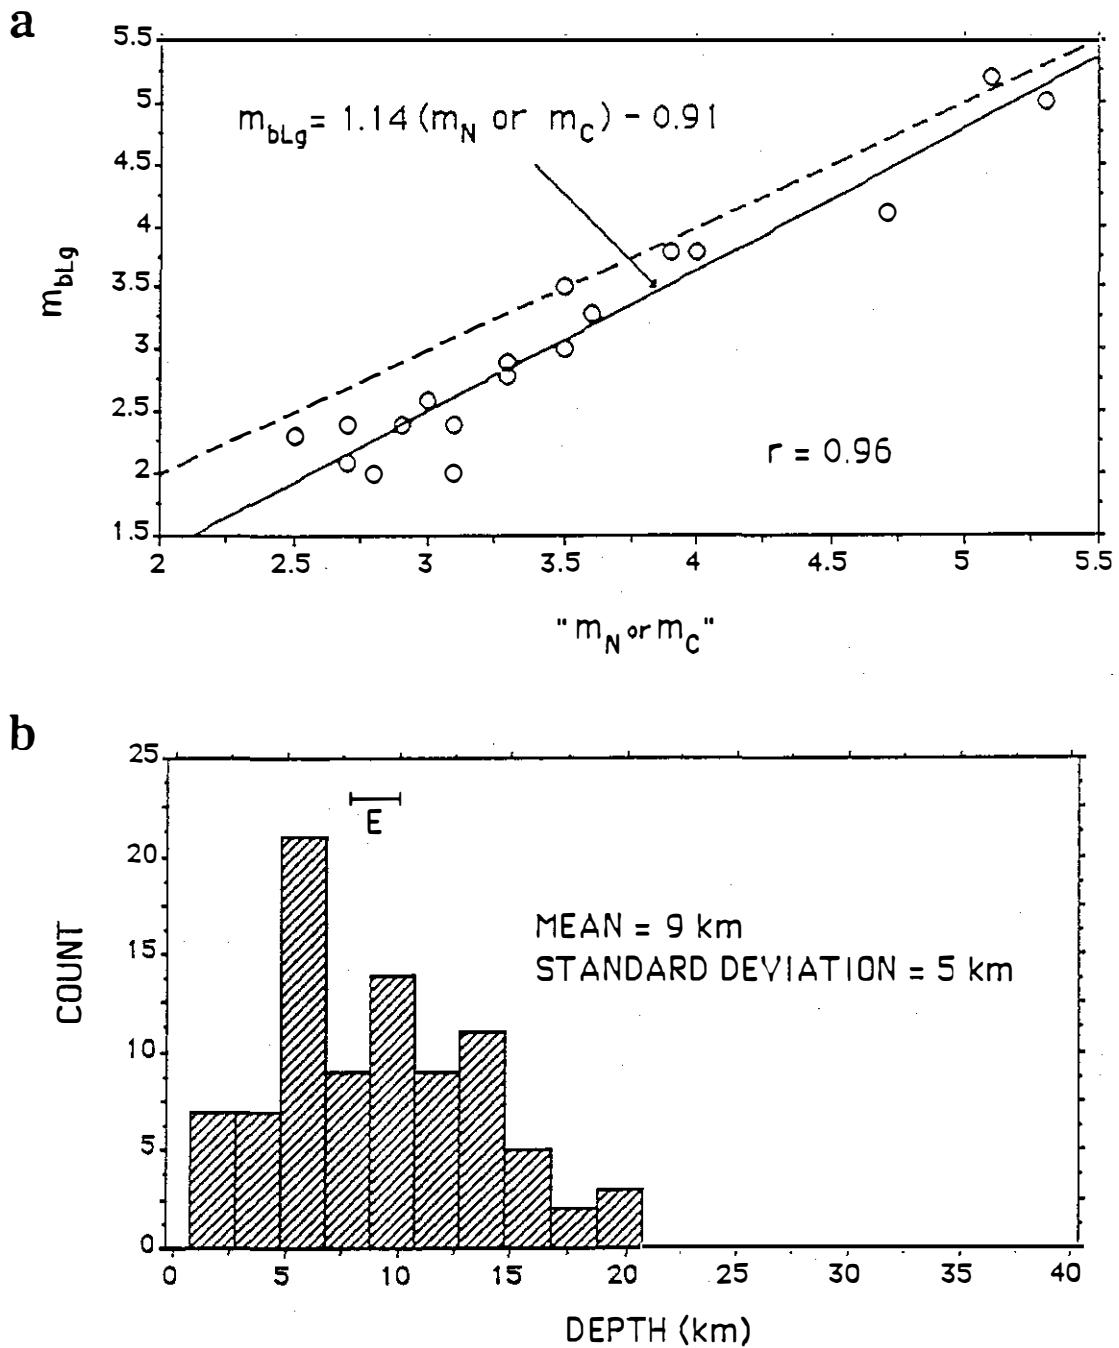 a
5.5
5
4.5
4
3.5
3
2.5
2
1.5
m_bLg
m_bLg = 1.14 (m_N or m_C) - 0.91
r = 0.96
2 2.5 3 3.5 4 4.5 5 5.5
"m_N or m_C"
b
25
20
15
10
5
0
COUNT
E
MEAN = 9 km
STANDARD DEVIATION = 5 km
0 5 10 15 20 25 30 35 40
DEPTH (km)